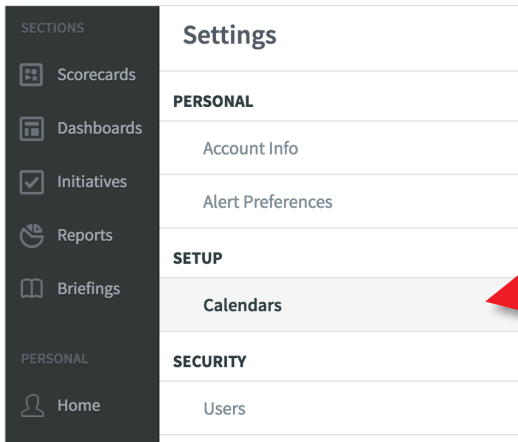 SECTIONS
Scorecards
Dashboards
Initiatives
Reports
Briefings
PERSONAL
Home
Settings
PERSONAL
Account Info
Alert Preferences
SETUP
Calendars
SECURITY
Users